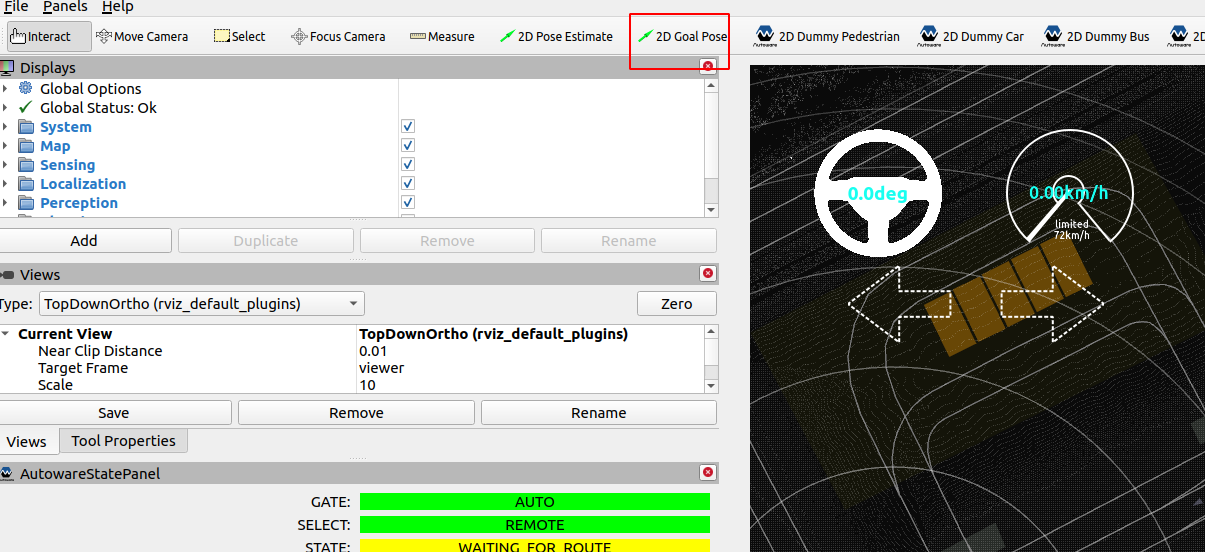 File Panels Help
Interact Move Camera Select Focus Camera Measure 2D Pose Estimate 2D Goal Pose 2D Dummy Pedestrian 2D Dummy Car 2D Dummy Bus 2D
Displays
Global Options
Global Status: Ok
System
Map
Sensing
Localization
Perception
Add Duplicate Remove Rename
Views
Type: TopDownOrtho (rviz_default_plugins) Zero
Current View TopDownOrtho (rviz_default_plugins)
Near Clip Distance 0.01
Target Frame viewer
Scale 10
Save Remove Rename
Views Tool Properties
AutowareStatePanel
GATE: AUTO
SELECT: REMOTE
STATE: WAITING_FOR_ROUTE
0.0deg
0.00km/h
limited
72km/h